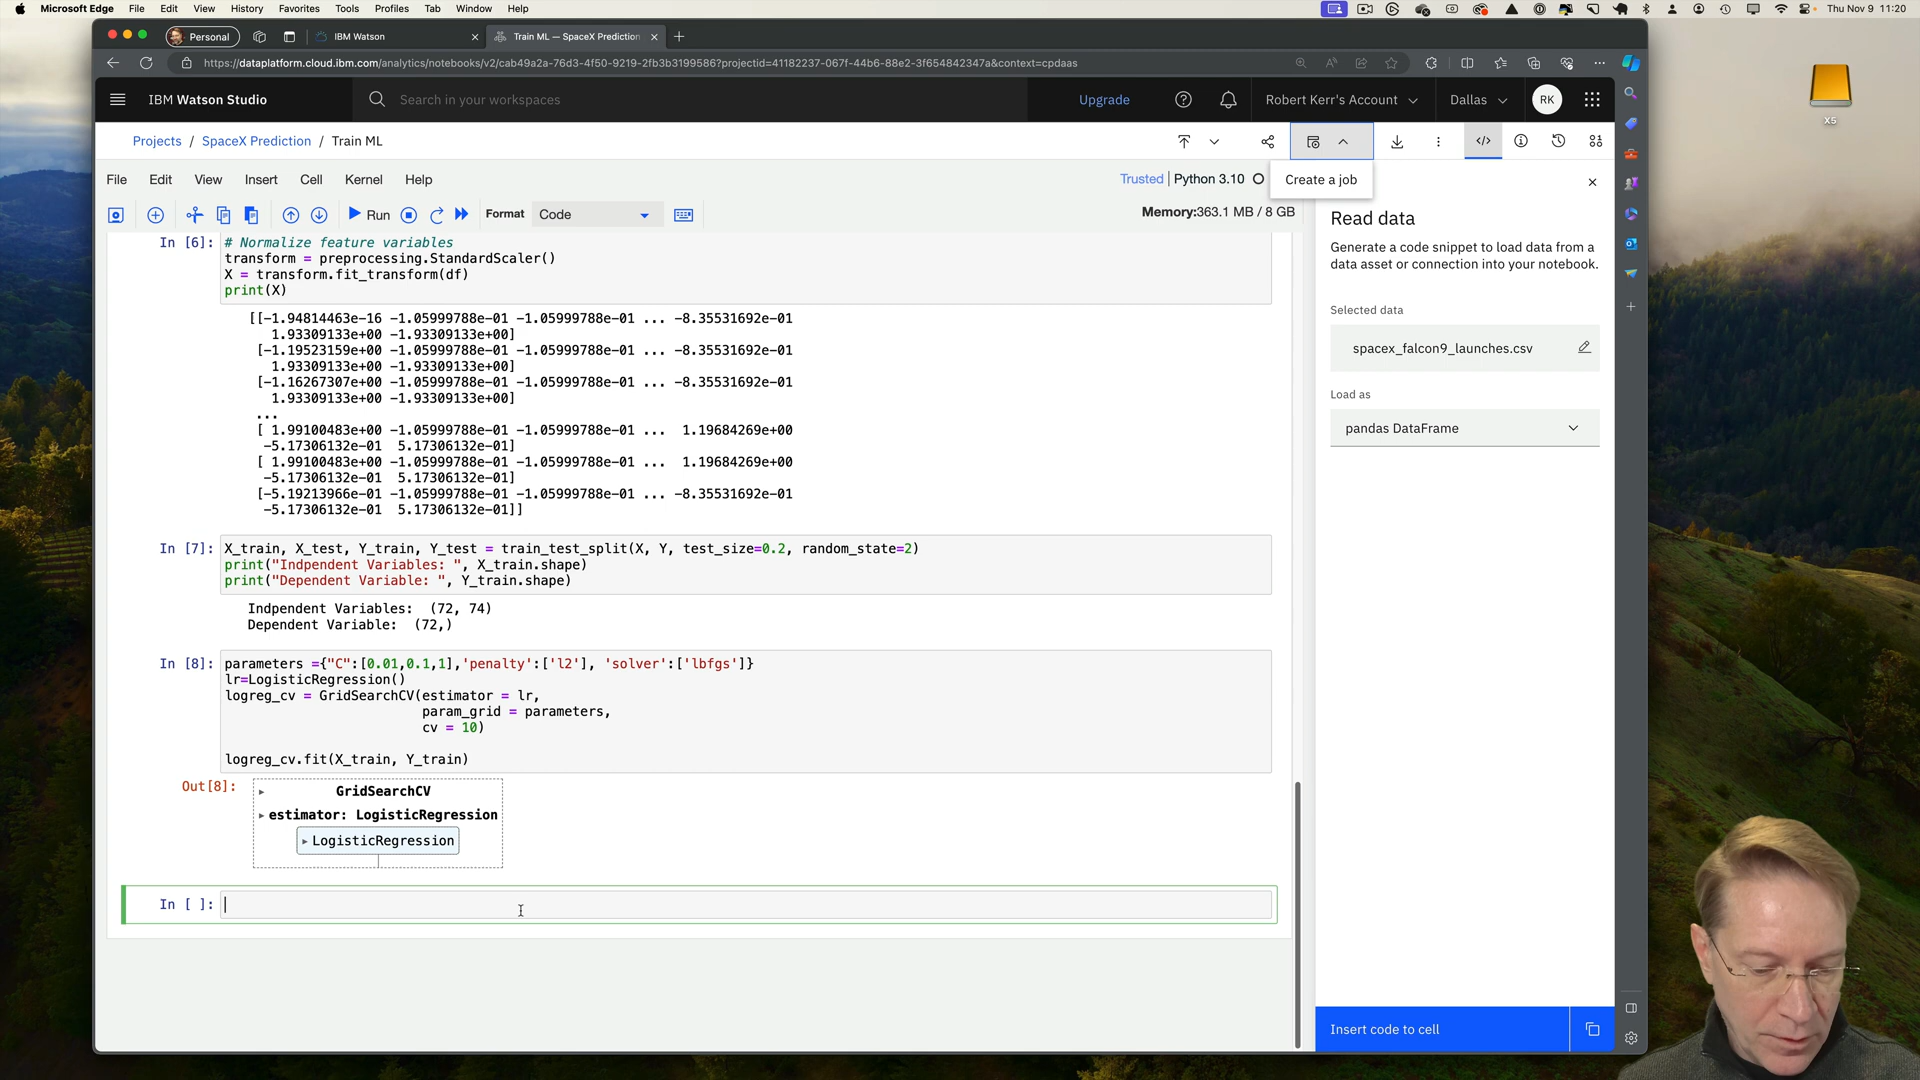 Microsoft Edge File Edit View History Favorites Tools Profiles Tab Window Help Thu Nov 9 11:20
Personal IBM Watson Train ML — SpaceX Prediction
https://dataplatform.cloud.ibm.com/analytics/notebooks/v2/cab49a2a-76d3-4f50-9219-2fb3b3199586?projectid=41182237-067f-44b6-88e2-3f654842347a&context=cpdaas
IBM Watson Studio Search in your workspaces Upgrade Robert Kerr's Account Dallas RK
X5
Projects / SpaceX Prediction / Train ML
Create a job
File Edit View Insert Cell Kernel Help Trusted | Python 3.10
Run Format Code Memory:363.1 MB / 8 GB
In [6]: # Normalize feature variables
transform = preprocessing.StandardScaler()
X = transform.fit_transform(df)
print(X)
[[-1.94814463e-16 -1.05999788e-01 -1.05999788e-01 ... -8.35531692e-01
1.93309133e+00 -1.93309133e+00]
[-1.19523159e+00 -1.05999788e-01 -1.05999788e-01 ... -8.35531692e-01
1.93309133e+00 -1.93309133e+00]
[-1.16267307e+00 -1.05999788e-01 -1.05999788e-01 ... -8.35531692e-01
1.93309133e+00 -1.93309133e+00]
...
[ 1.99100483e+00 -1.05999788e-01 -1.05999788e-01 ... 1.19684269e+00
-5.17306132e-01 5.17306132e-01]
[ 1.99100483e+00 -1.05999788e-01 -1.05999788e-01 ... 1.19684269e+00
-5.17306132e-01 5.17306132e-01]
[-5.19213966e-01 -1.05999788e-01 -1.05999788e-01 ... -8.35531692e-01
-5.17306132e-01 5.17306132e-01]]
In [7]: X_train, X_test, Y_train, Y_test = train_test_split(X, Y, test_size=0.2, random_state=2)
print("Indpendent Variables: ", X_train.shape)
print("Dependent Variable: ", Y_train.shape)
Indpendent Variables: (72, 74)
Dependent Variable: (72,)
In [8]: parameters ={"C":[0.01,0.1,1],'penalty':['l2'], 'solver':['lbfgs']}
lr=LogisticRegression()
logreg_cv = GridSearchCV(estimator = lr,
param_grid = parameters,
cv = 10)
logreg_cv.fit(X_train, Y_train)
Out[8]: GridSearchCV
estimator: LogisticRegression
LogisticRegression
In [ ]:
Read data
Generate a code snippet to load data from a
data asset or connection into your notebook.
Selected data
spacex_falcon9_launches.csv
Load as
pandas DataFrame
Insert code to cell